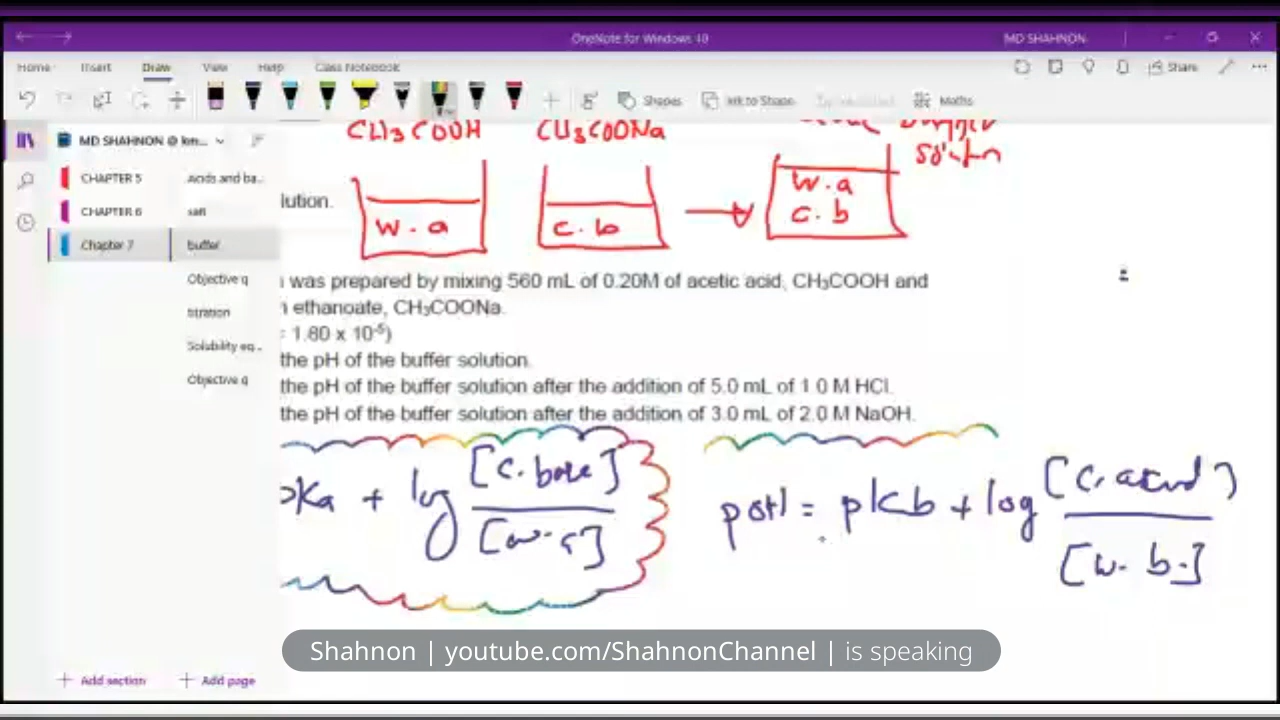 OneNote for Windows 10
MD SHAHNON
Home Insert Draw View Help Class Notebook
Share
Shapes Ink to Shape Maths
MD SHAHNON @ km...
CHAPTER 5
CHAPTER 6
Chapter 7
Acids and ba..
salt
buffer
Objective q
titration
Solubility eq..
Objective q
Add section
Add page
CH3COOH CH3COONa
solution
lution.
w.a c.b w.a
c.b
was prepared by mixing 560 mL of 0.20M of acetic acid, CH₃COOH and
ethanoate, CH₃COONa.
1.80 x 10⁻⁵)
the pH of the buffer solution.
the pH of the buffer solution after the addition of 5.0 mL of 1.0 M HCl.
the pH of the buffer solution after the addition of 3.0 mL of 2.0 M NaOH.
pKa + log [c.base] / [w.a]
pOH = pKb + log [c.acid] / [w.b.]
Shahnon | youtube.com/ShahnonChannel | is speaking